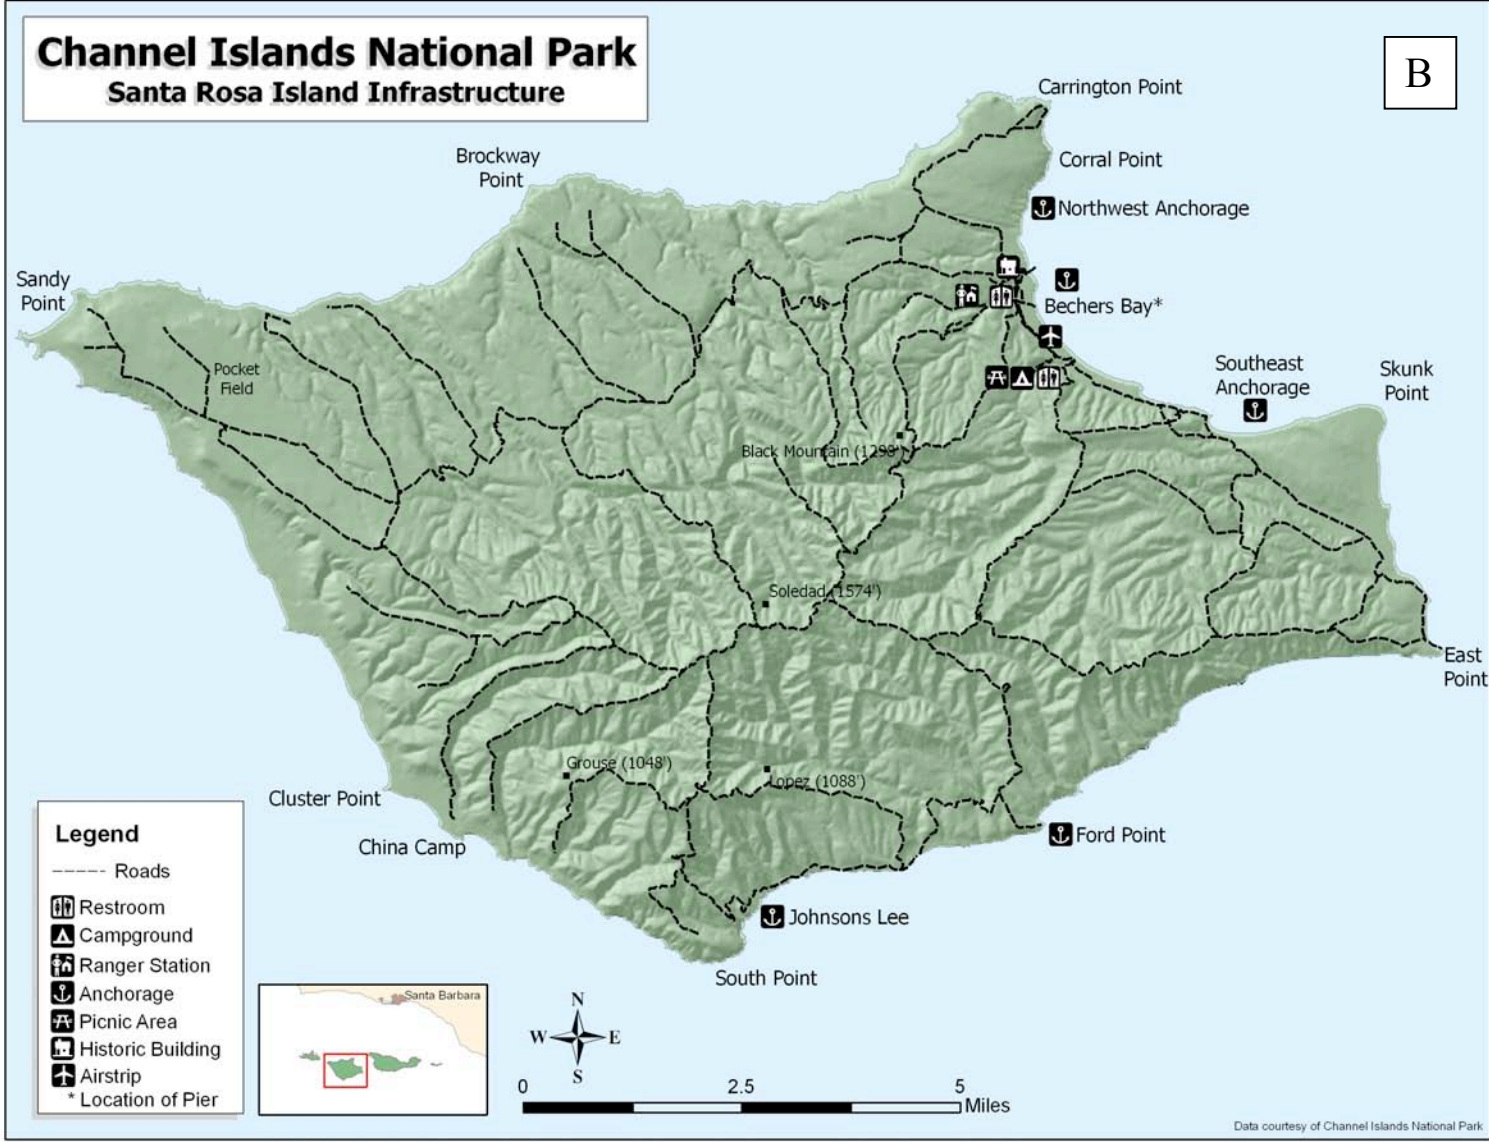 Channel Islands National Park
Santa Rosa Island Infrastructure
B
Carrington Point
Corral Point
Northwest Anchorage
Brockway
Point
Sandy
Point
Bechers Bay*
Pocket
Field
Southeast
Anchorage
Skunk
Point
Black Mountain (1298')
Soledad (1574')
East
Point
Grouse (1048')
Lopez (1088')
Cluster Point
China Camp
Ford Point
Johnsons Lee
South Point
Legend
Roads
Restroom
Campground
Ranger Station
Anchorage
Picnic Area
Historic Building
Airstrip
* Location of Pier
Santa Barbara
N
W E
S
0 2.5 5
Miles
Data courtesy of Channel Islands National Park